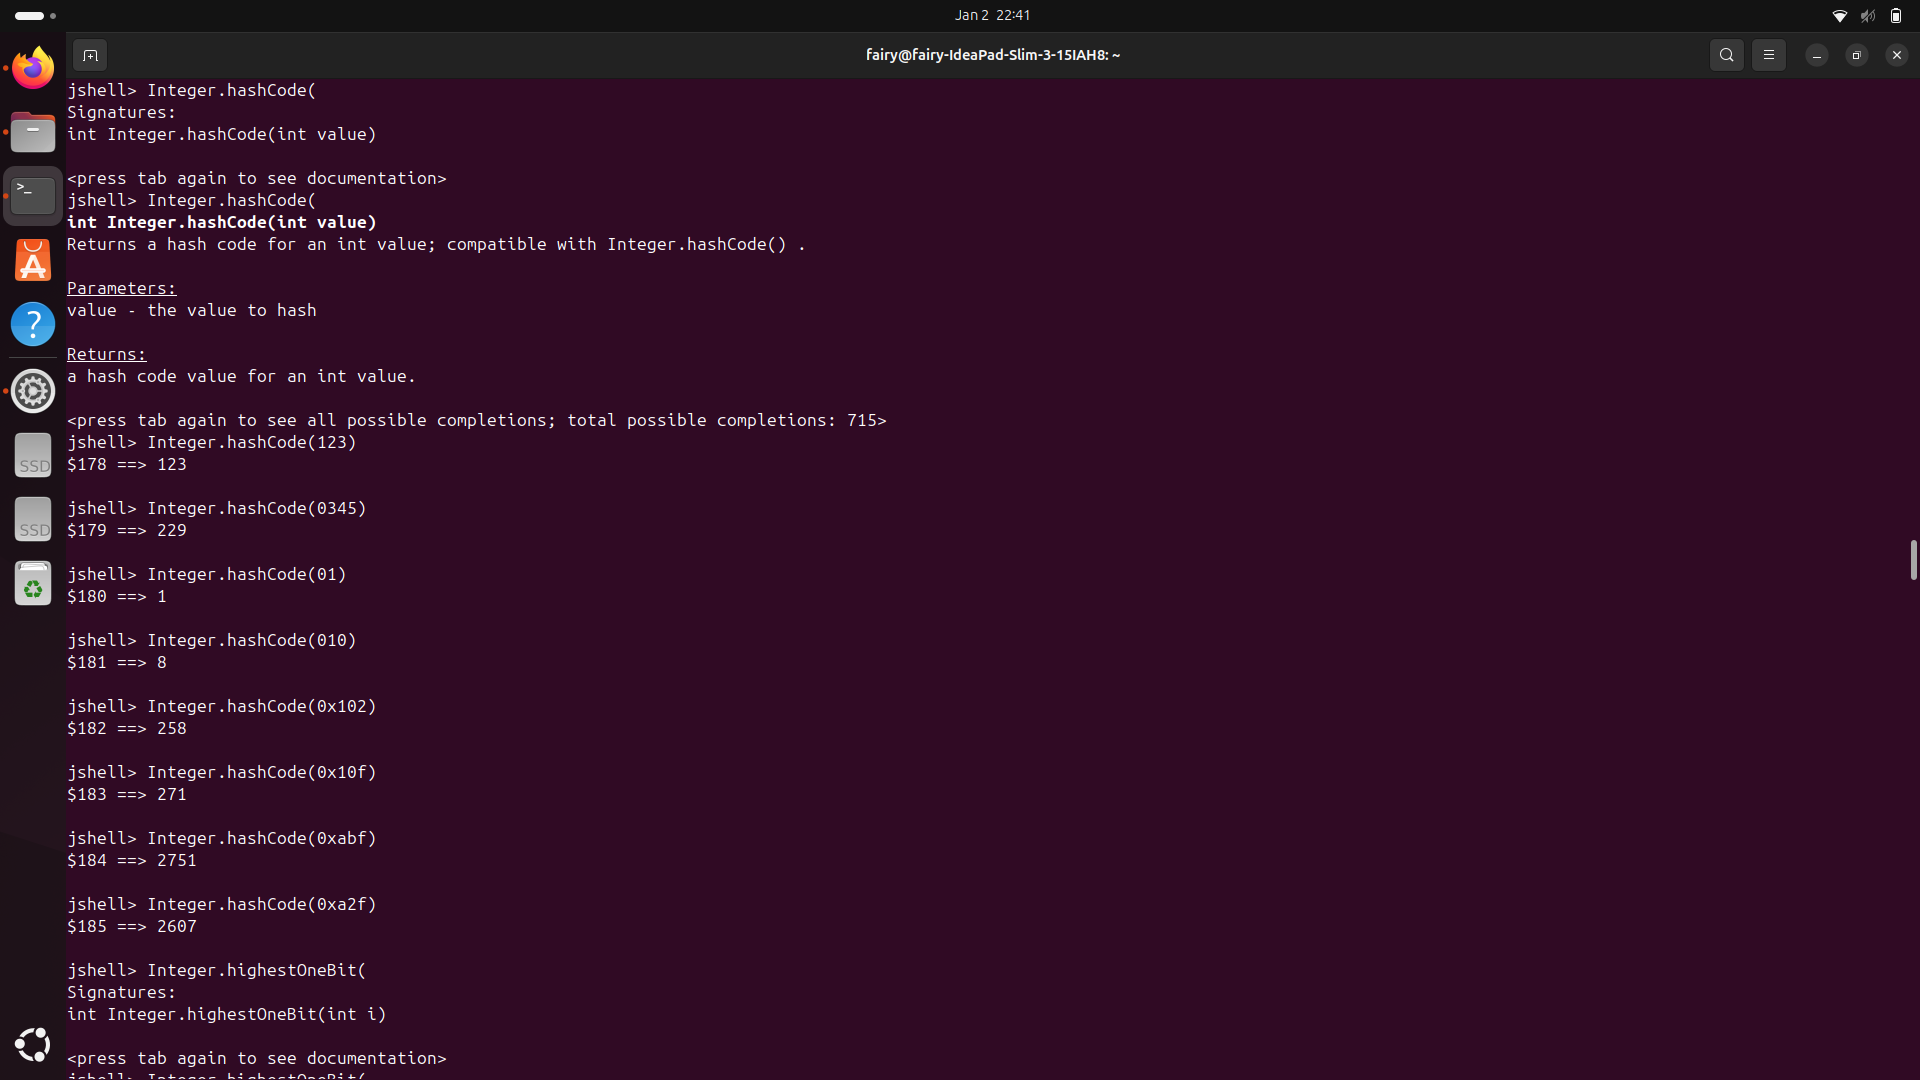 Jan 2 22:41
fairy@fairy-IdeaPad-Slim-3-15IAH8: ~
jshell> Integer.hashCode(
Signatures:
int Integer.hashCode(int value)
<press tab again to see documentation>
jshell> Integer.hashCode(
int Integer.hashCode(int value)
Returns a hash code for an int value; compatible with Integer.hashCode() .
Parameters:
value - the value to hash
Returns:
a hash code value for an int value.
<press tab again to see all possible completions; total possible completions: 715>
jshell> Integer.hashCode(123)
$178 ==> 123
jshell> Integer.hashCode(0345)
$179 ==> 229
jshell> Integer.hashCode(01)
$180 ==> 1
jshell> Integer.hashCode(010)
$181 ==> 8
jshell> Integer.hashCode(0x102)
$182 ==> 258
jshell> Integer.hashCode(0x10f)
$183 ==> 271
jshell> Integer.hashCode(0xabf)
$184 ==> 2751
jshell> Integer.hashCode(0xa2f)
$185 ==> 2607
jshell> Integer.highestOneBit(
Signatures:
int Integer.highestOneBit(int i)
<press tab again to see documentation>
jshell> Integer.highestOneBit(
>_
?
SSD
SSD